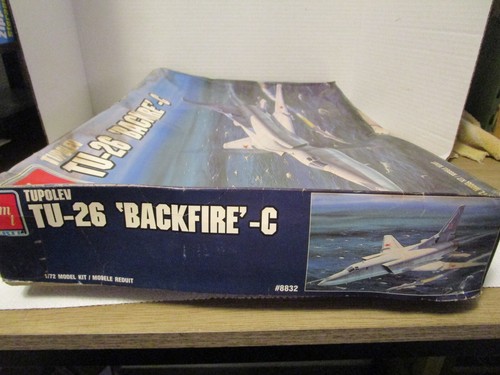 TU-26 'BACKFIRE'-C
TUPOLEV
TU-26 'BACKFIRE'-C
1/72 MODEL KIT / MODELE REDUIT
#8832